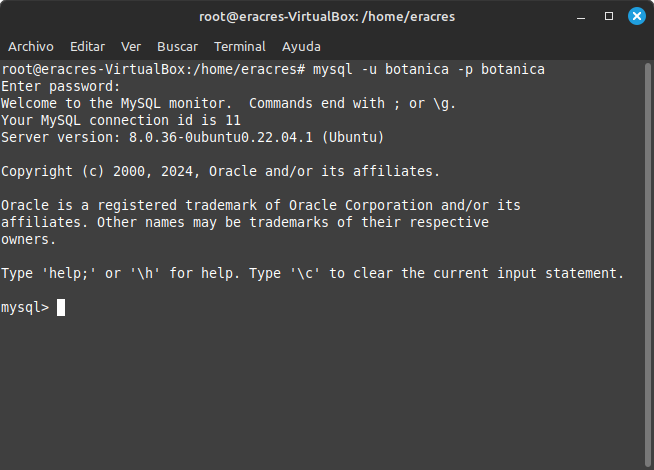 root@eracres-VirtualBox: /home/eracres
Archivo Editar Ver Buscar Terminal Ayuda
root@eracres-VirtualBox:/home/eracres# mysql -u botanica -p botanica
Enter password:
Welcome to the MySQL monitor.  Commands end with ; or \g.
Your MySQL connection id is 11
Server version: 8.0.36-0ubuntu0.22.04.1 (Ubuntu)
Copyright (c) 2000, 2024, Oracle and/or its affiliates.
Oracle is a registered trademark of Oracle Corporation and/or its
affiliates. Other names may be trademarks of their respective
owners.
Type 'help;' or '\h' for help. Type '\c' to clear the current input statement.
mysql>